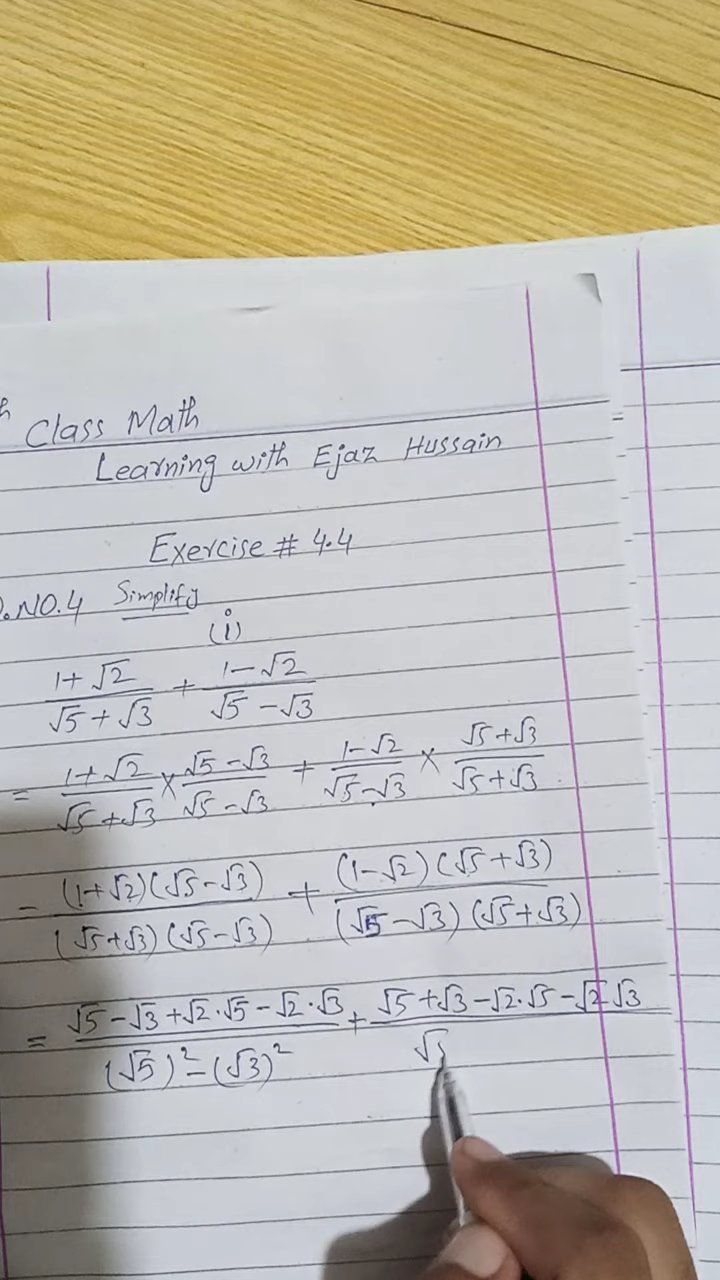 Class Math
Learning with Ejaz Hussain
Exercise # 4.4
.NO.4 Simplify
(i)
(1+√2)/(√5+√3) + (1-√2)/(√5-√3)
= (1+√2)/(√5+√3) × (√5-√3)/(√5-√3) + (1-√2)/(√5-√3) × (√5+√3)/(√5+√3)
= ((1+√2)(√5-√3))/((√5+√3)(√5-√3)) + ((1-√2)(√5+√3))/((√5-√3)(√5+√3))
= (√5-√3+√2·√5-√2·√3)/((√5)²-(√3)²) + (√5+√3-√2·√5-√2√3)/(√